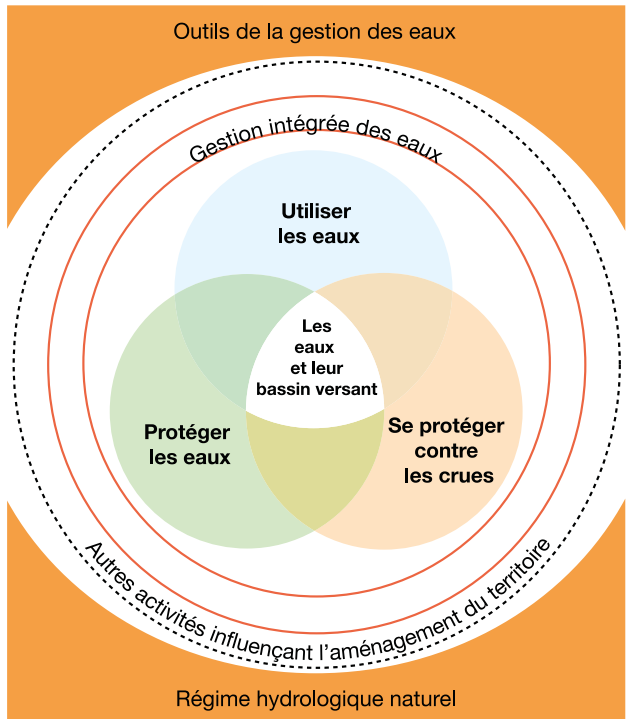 Outils de la gestion des eaux
Gestion intégrée des eaux
Utiliser
les eaux
Les
eaux
et leur
bassin versant
Protéger
les eaux
Se protéger
contre
les crues
Autres activités influençant l'aménagement du territoire
Régime hydrologique naturel